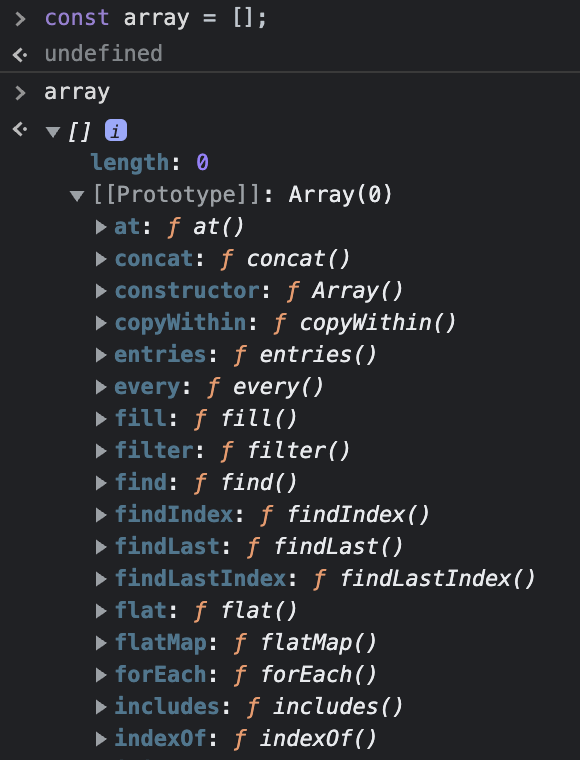 > const array = [];
<· undefined
> array
<· ▼ [] i
length: 0
▼ [[Prototype]]: Array(0)
▶ at: ƒ at()
▶ concat: ƒ concat()
▶ constructor: ƒ Array()
▶ copyWithin: ƒ copyWithin()
▶ entries: ƒ entries()
▶ every: ƒ every()
▶ fill: ƒ fill()
▶ filter: ƒ filter()
▶ find: ƒ find()
▶ findIndex: ƒ findIndex()
▶ findLast: ƒ findLast()
▶ findLastIndex: ƒ findLastIndex()
▶ flat: ƒ flat()
▶ flatMap: ƒ flatMap()
▶ forEach: ƒ forEach()
▶ includes: ƒ includes()
▶ indexOf: ƒ indexOf()